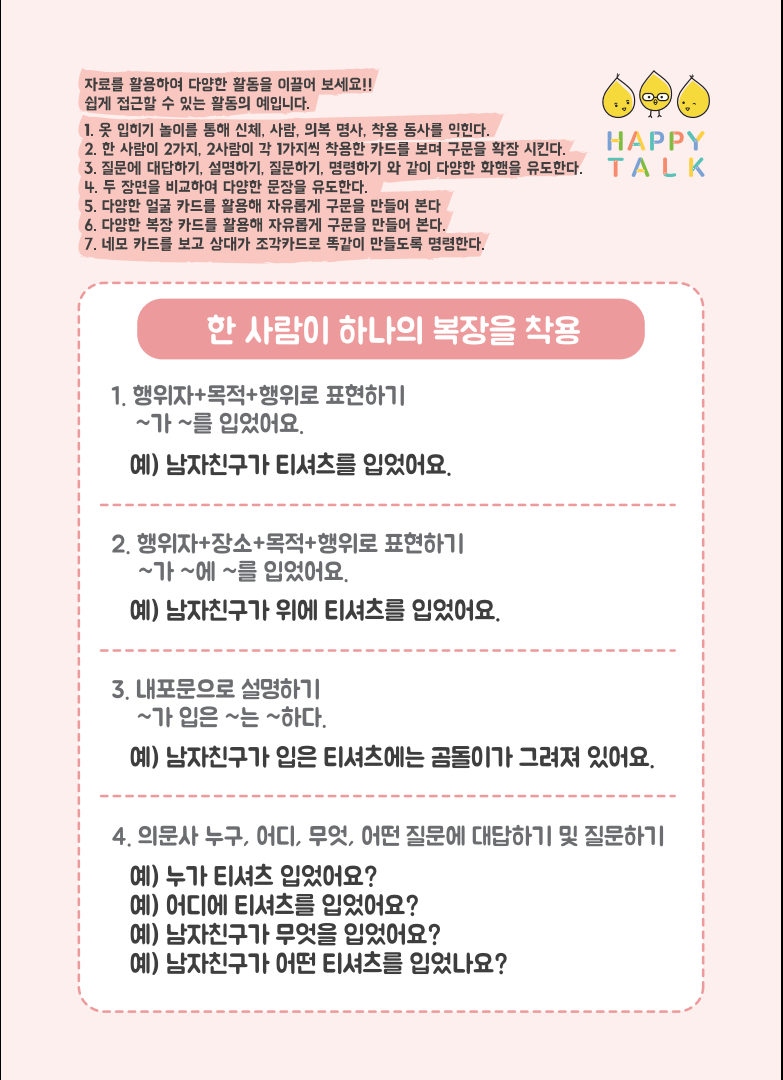 자료를 활용하여 다양한 활동을 이끌어 보세요!!
쉽게 접근할 수 있는 활동의 예입니다.
1. 옷 입히기 놀이를 통해 신체, 사람, 의복 명사, 착용 동사를 익힌다.
2. 한 사람이 2가지, 2사람이 각 1가지씩 착용한 카드를 보며 구문을 확장 시킨다.
3. 질문에 대답하기, 설명하기, 질문하기, 명령하기 와 같이 다양한 화행을 유도한다.
4. 두 장면을 비교하여 다양한 문장을 유도한다.
5. 다양한 얼굴 카드를 활용해 자유롭게 구문을 만들어 본다
6. 다양한 복장 카드를 활용해 자유롭게 구문을 만들어 본다.
7. 네모 카드를 보고 상대가 조각카드로 똑같이 만들도록 명령한다.
HAPPY
TALK
한 사람이 하나의 복장을 착용
1. 행위자+목적+행위로 표현하기
~가 ~를 입었어요.
예) 남자친구가 티셔츠를 입었어요.
2. 행위자+장소+목적+행위로 표현하기
~가 ~에 ~를 입었어요.
예) 남자친구가 위에 티셔츠를 입었어요.
3. 내포문으로 설명하기
~가 입은 ~는 ~하다.
예) 남자친구가 입은 티셔츠에는 곰돌이가 그려져 있어요.
4. 의문사 누구, 어디, 무엇, 어떤 질문에 대답하기 및 질문하기
예) 누가 티셔츠 입었어요?
예) 어디에 티셔츠를 입었어요?
예) 남자친구가 무엇을 입었어요?
예) 남자친구가 어떤 티셔츠를 입었나요?